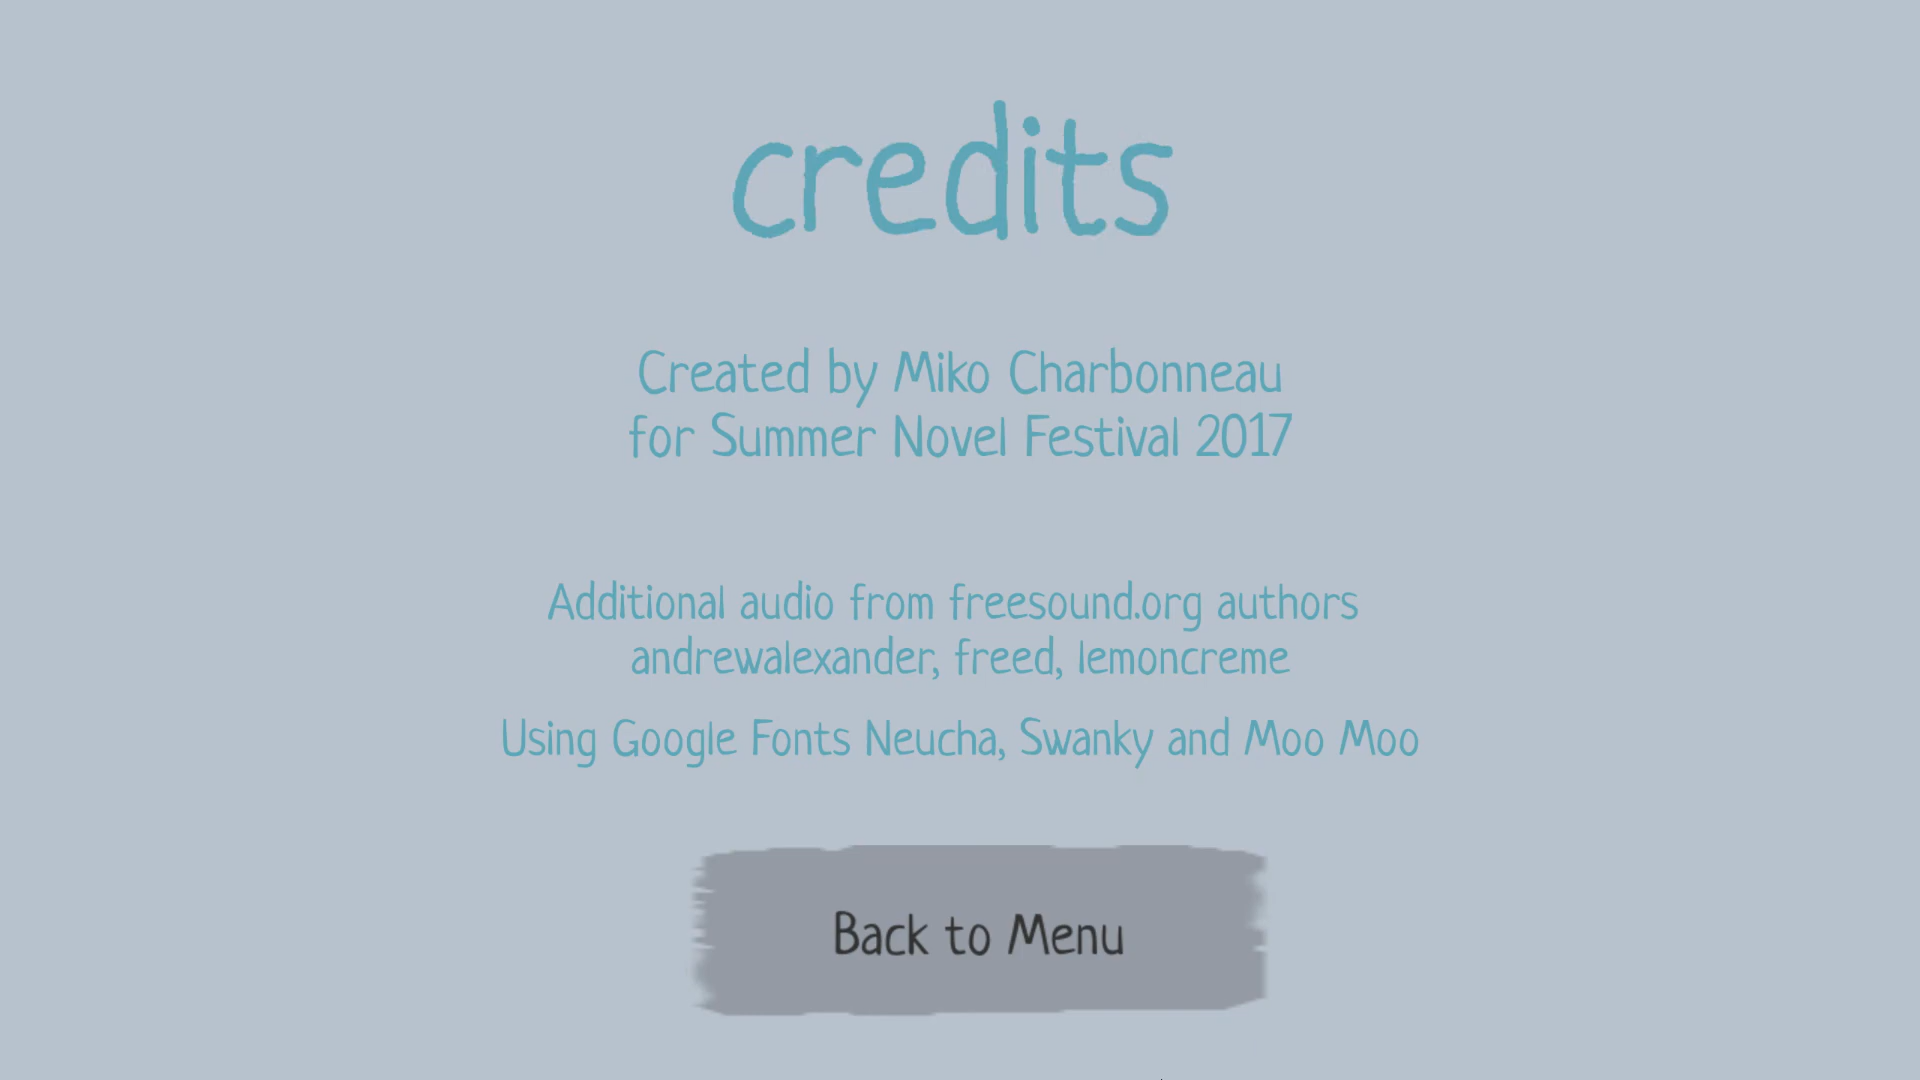 credits
Created by Miko Charbonneau
for Summer Novel Festival 2017
Additional audio from freesound.org authors
andrewalexander, freed, lemoncreme
Using Google Fonts Neucha, Swanky and Moo Moo
Back to Menu